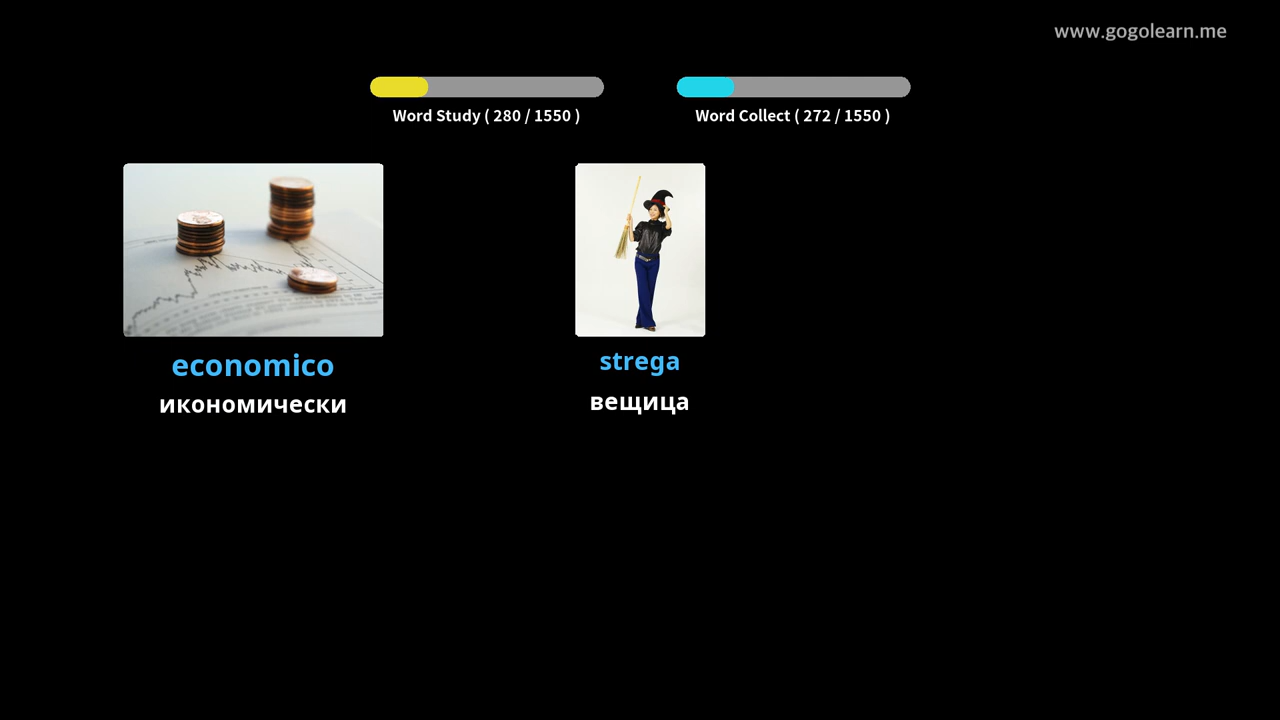 www.gogolearn.me
Word Study ( 280 / 1550 )
Word Collect ( 272 / 1550 )
economico
икономически
strega
вещица